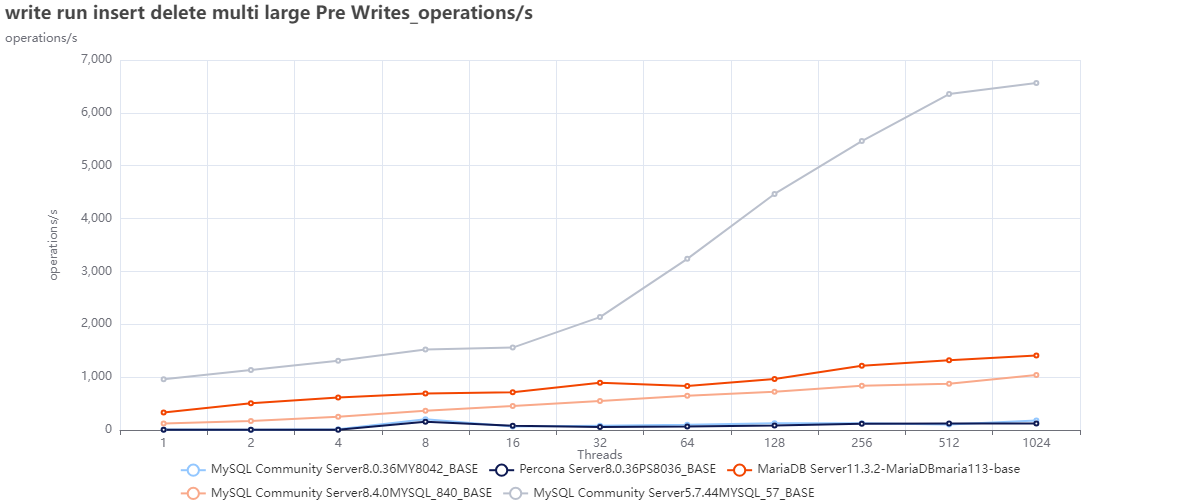 write run insert delete multi large Pre Writes_operations/s
operations/s
7,000
6,000
5,000
4,000
3,000
2,000
1,000
0
operations/s
1 2 4 8 16 32 64 128 256 512 1024
Threads
MySQL Community Server8.0.36MY8042_BASE Percona Server8.0.36PS8036_BASE MariaDB Server11.3.2-MariaDBmaria113-base
MySQL Community Server8.4.0MYSQL_840_BASE MySQL Community Server5.7.44MYSQL_57_BASE